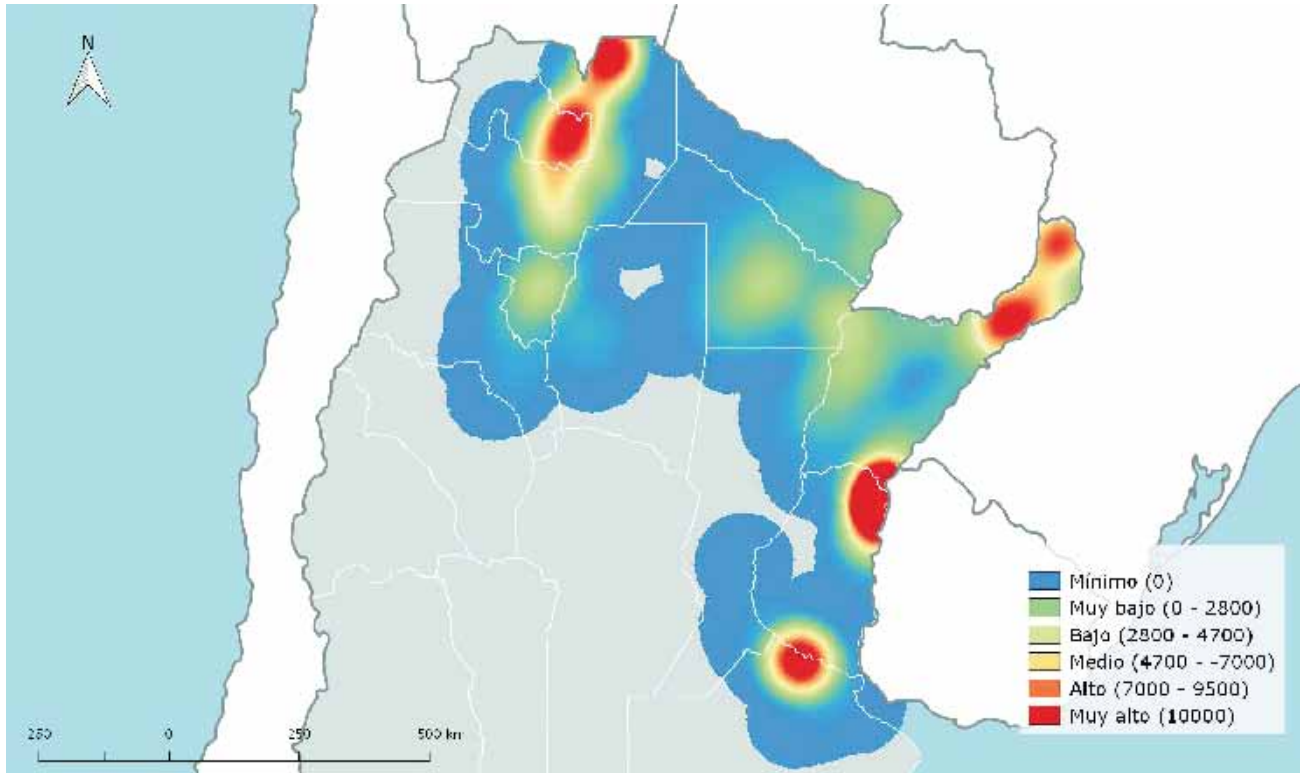 N
Mínimo (0)
Muy bajo (0 - 2800)
Bajo (2800 - 4700)
Medio (4700 - -7000)
Alto (7000 - 9500)
Muy alto (10000)
250 0 250 500 km